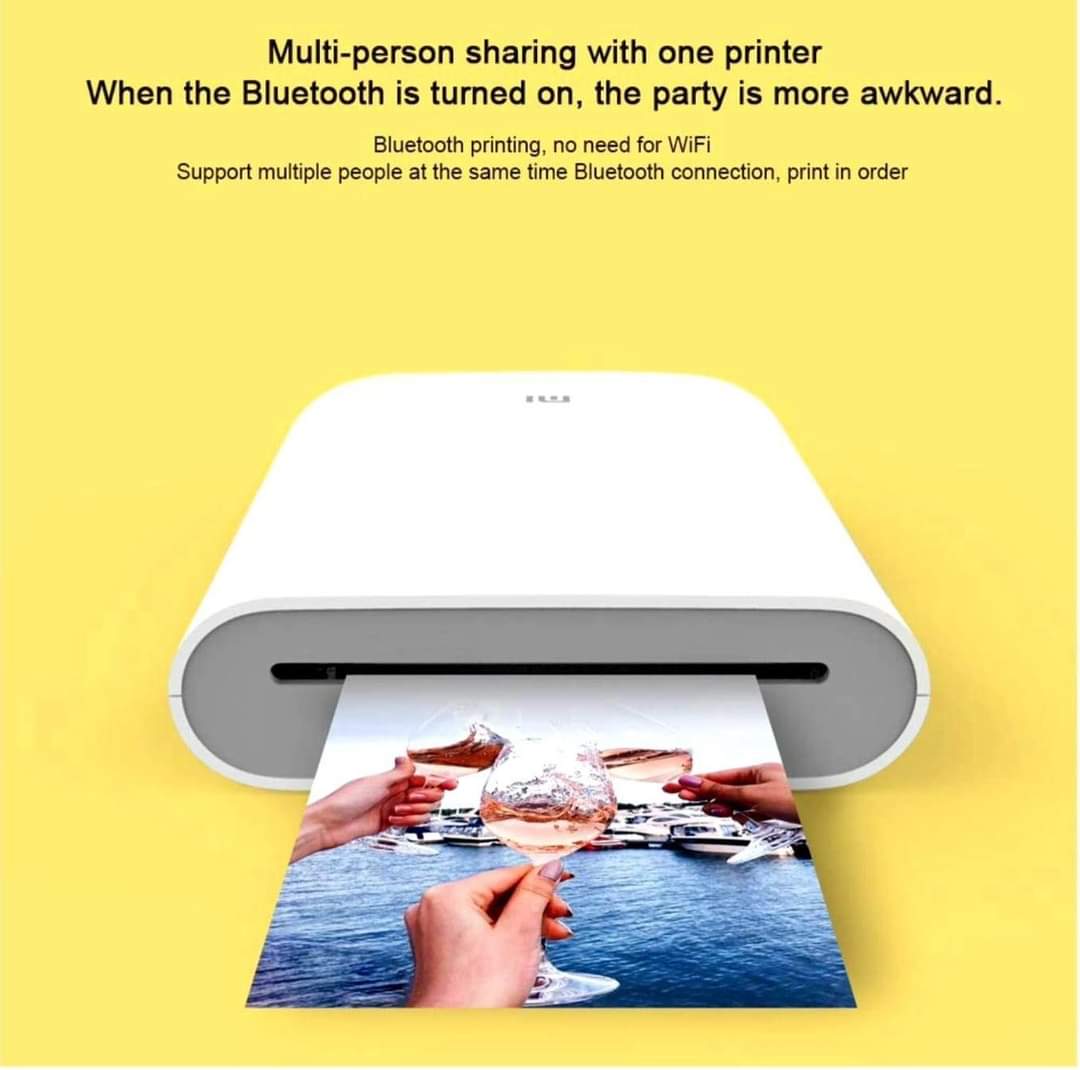 Multi-person sharing with one printer
When the Bluetooth is turned on, the party is more awkward.
Bluetooth printing, no need for WiFi
Support multiple people at the same time Bluetooth connection, print in order